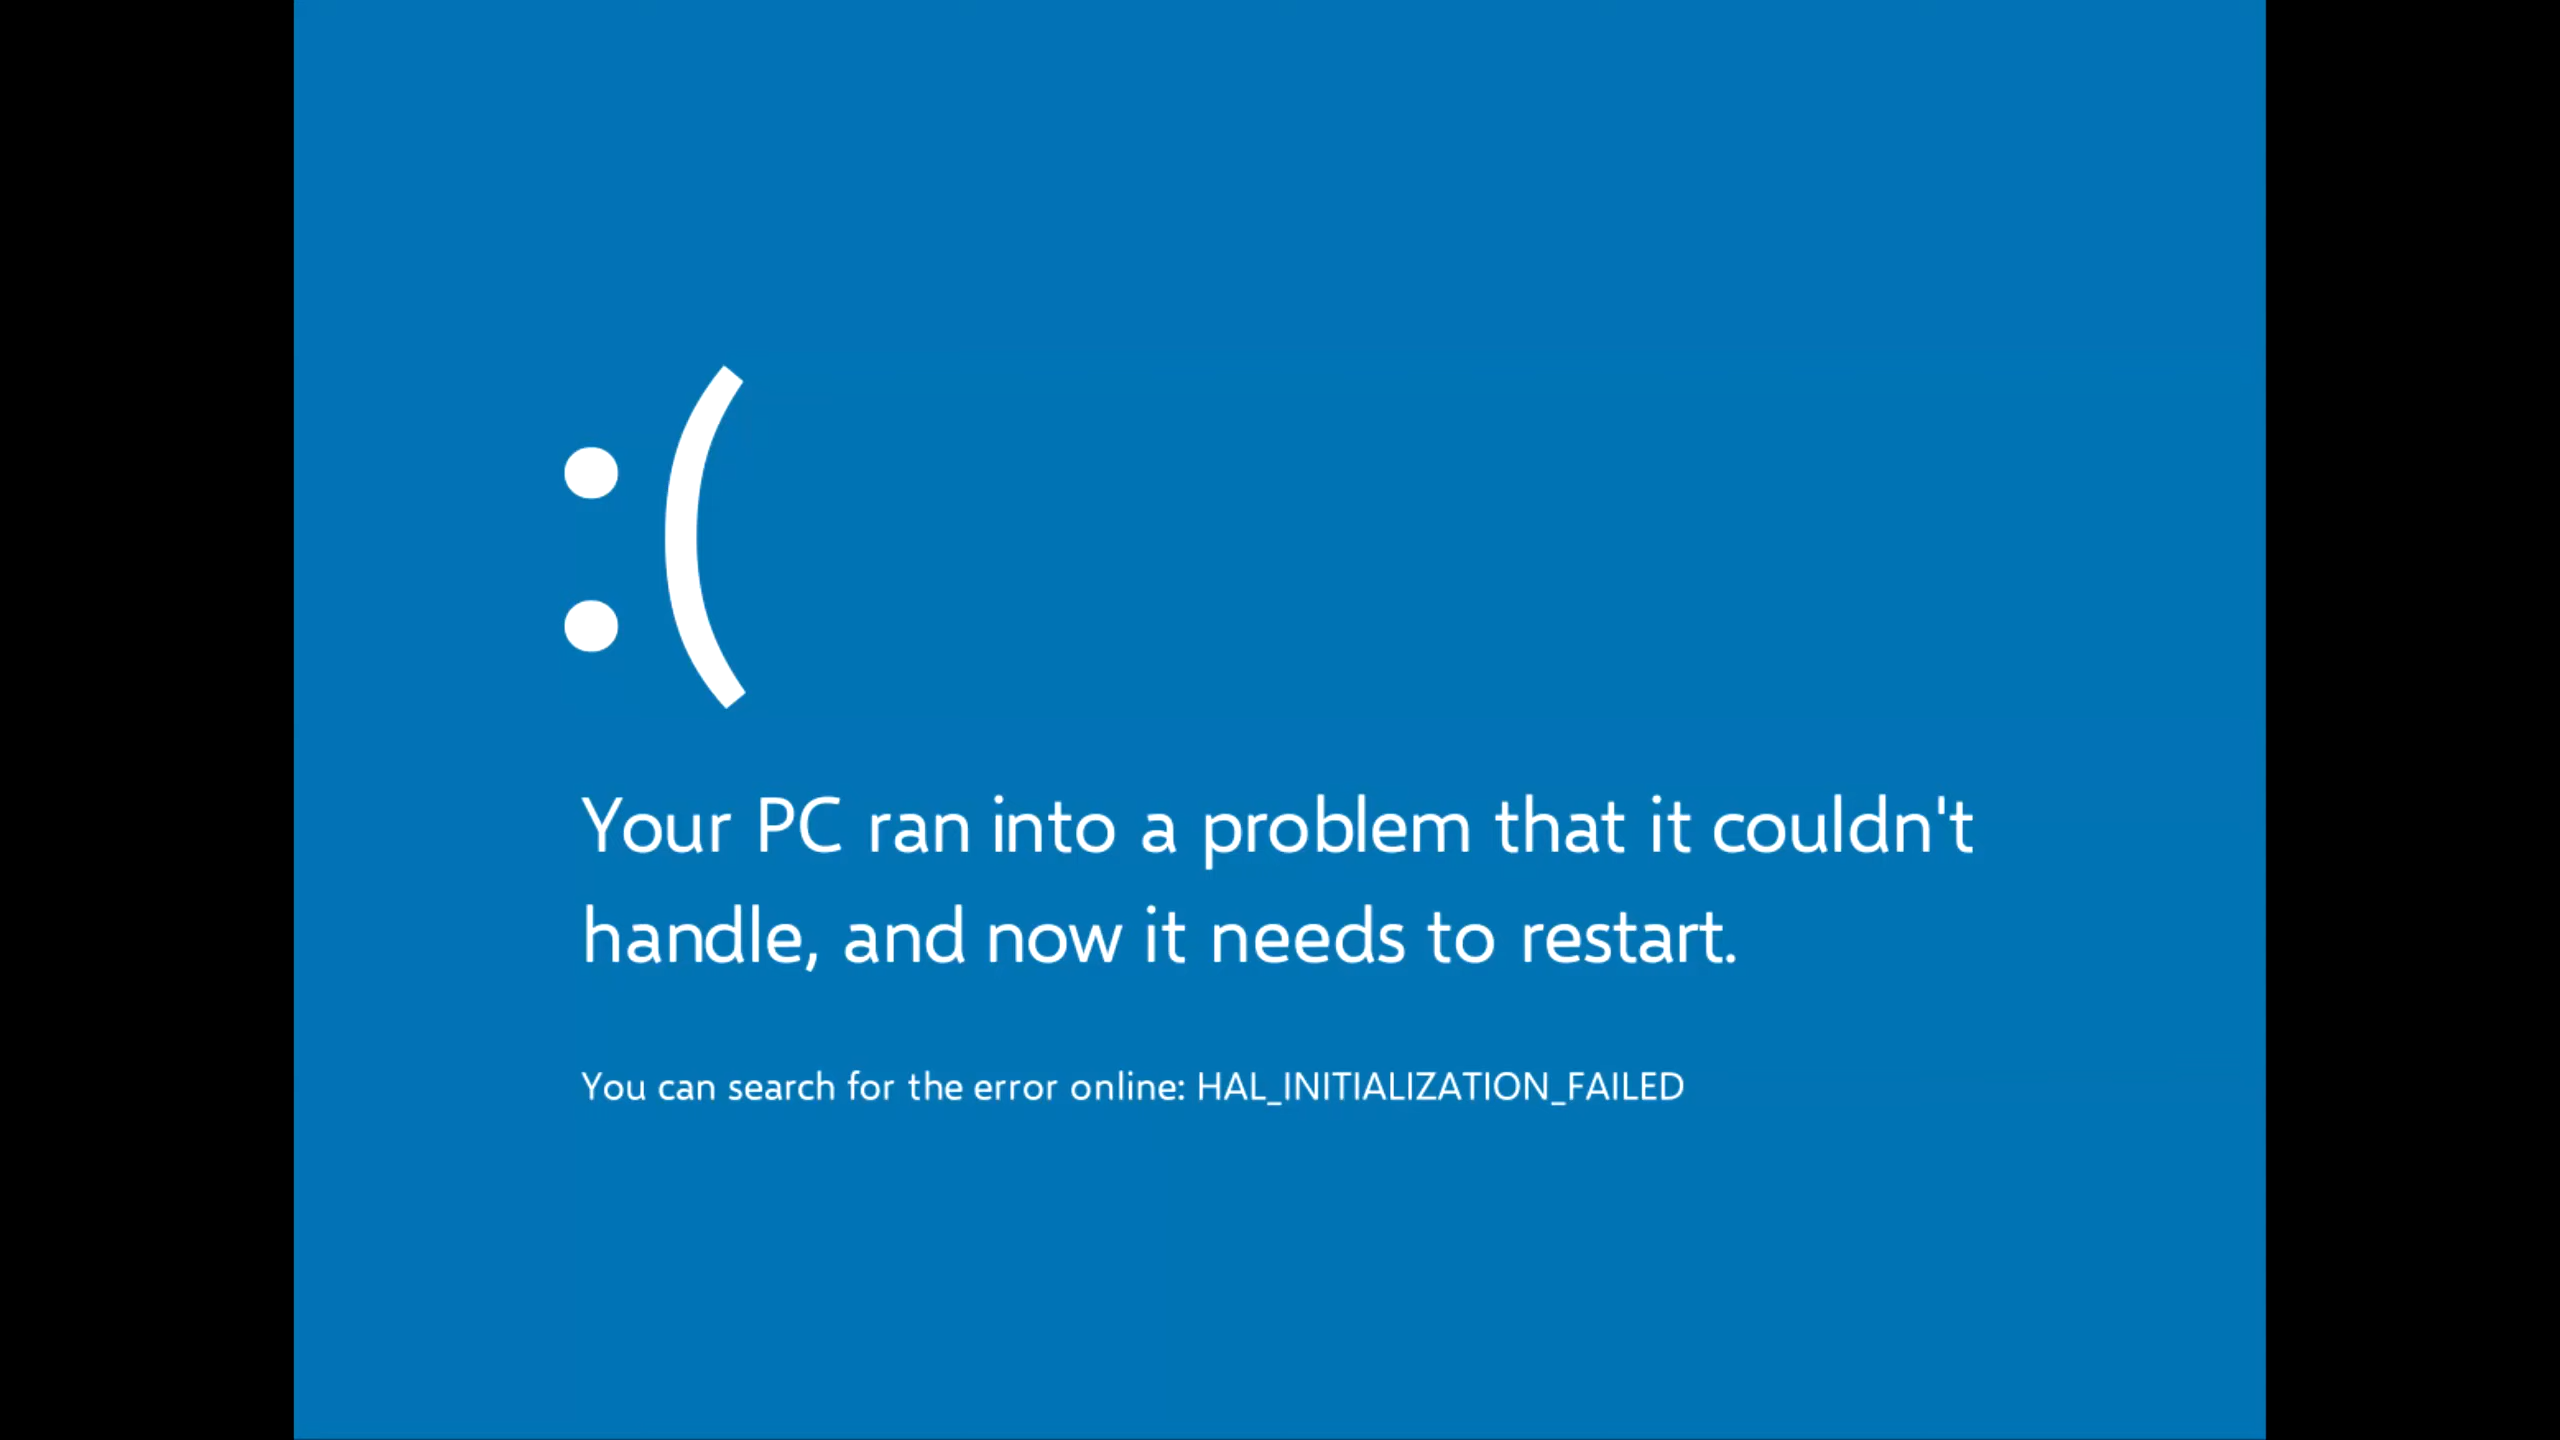 :(
Your PC ran into a problem that it couldn't
handle, and now it needs to restart.
You can search for the error online: HAL_INITIALIZATION_FAILED